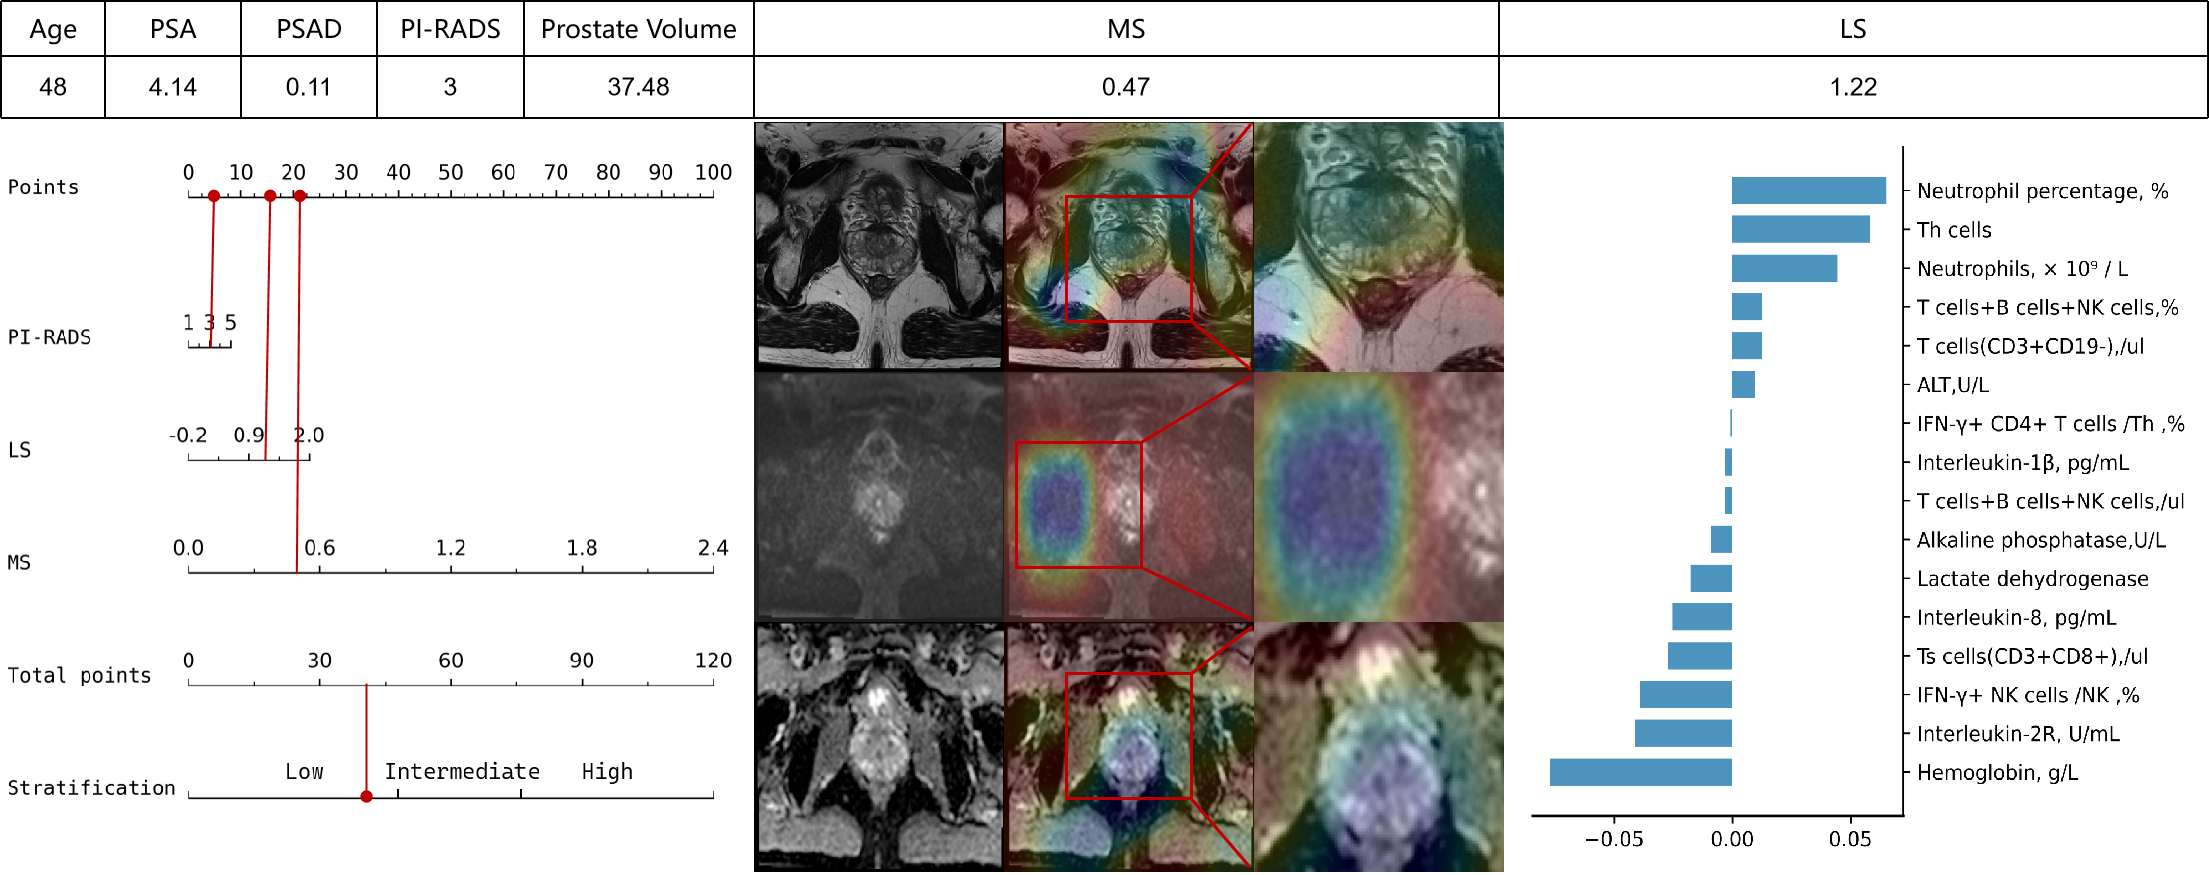 Age PSA PSAD PI-RADS Prostate Volume MS LS
48 4.14 0.11 3 37.48 0.47 1.22
Points 0 10 20 30 40 50 60 70 80 90 100
PI-RADS 1 3 5
LS -0.2 0.9 2.0
MS 0.0 0.6 1.2 1.8 2.4
Total points 0 30 60 90 120
Stratification Low Intermediate High
Neutrophil percentage, %
Th cells
Neutrophils, × 10⁹ / L
T cells+B cells+NK cells,%
T cells(CD3+CD19-),/ul
ALT,U/L
IFN-γ+ CD4+ T cells /Th ,%
Interleukin-1β, pg/mL
T cells+B cells+NK cells,/ul
Alkaline phosphatase,U/L
Lactate dehydrogenase
Interleukin-8, pg/mL
Ts cells(CD3+CD8+),/ul
IFN-γ+ NK cells /NK ,%
Interleukin-2R, U/mL
Hemoglobin, g/L
−0.05 0.00 0.05